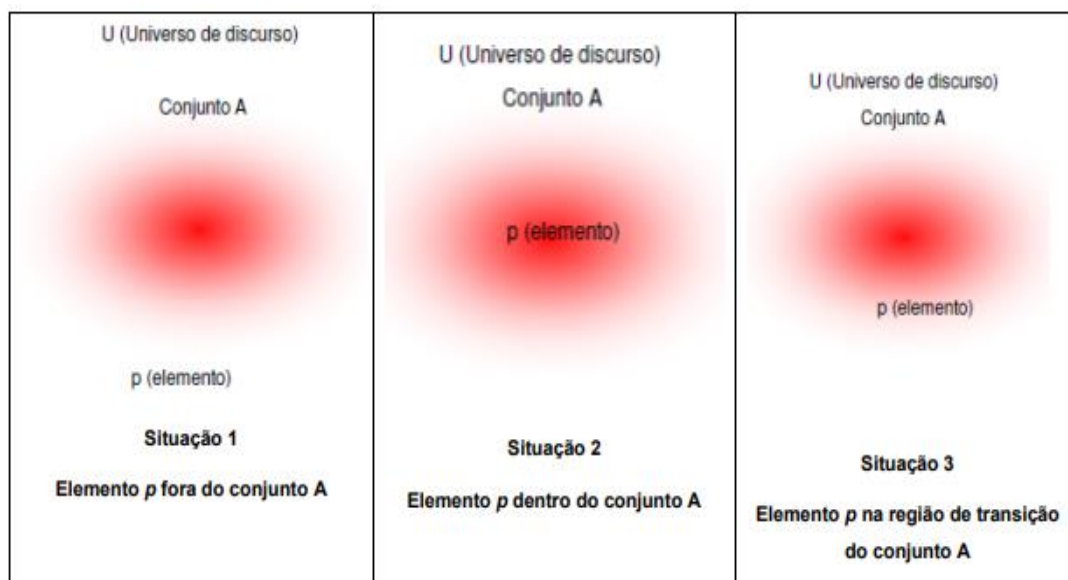 U (Universo de discurso)
Conjunto A
p (elemento)
Situação 1
Elemento p fora do conjunto A
U (Universo de discurso)
Conjunto A
p (elemento)
Situação 2
Elemento p dentro do conjunto A
U (Universo de discurso)
Conjunto A
p (elemento)
Situação 3
Elemento p na região de transição
do conjunto A